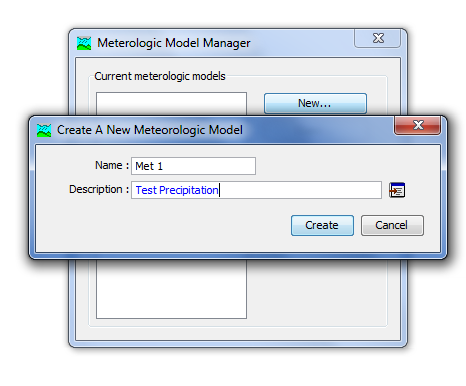 Meterologic Model Manager
Current meterologic models
New...
Create A New Meteorologic Model
Name : Met 1
Description : Test Precipitation
Create Cancel